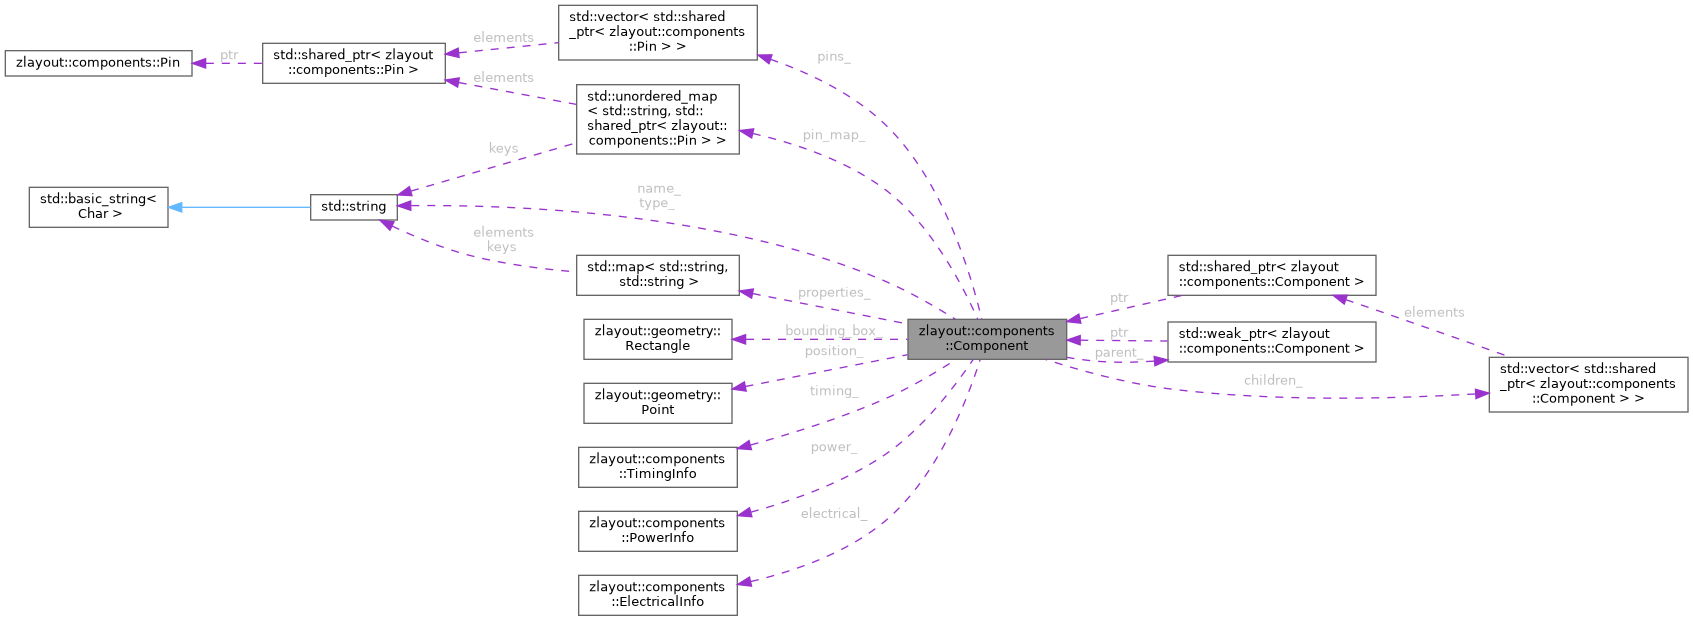 std::vector< std::shared
_ptr< zlayout::components
::Pin > >
elements
pins_
zlayout::components::Pin
ptr
std::shared_ptr< zlayout
::components::Pin >
elements
std::unordered_map
< std::string, std::
shared_ptr< zlayout::
components::Pin > >
pin_map_
keys
std::basic_string<
Char >
std::string
name_
type_
elements
keys
std::map< std::string,
std::string >
properties_
zlayout::geometry::
Rectangle
bounding_box_
position_
zlayout::geometry::
Point
timing_
zlayout::components
::TimingInfo
power_
zlayout::components
::PowerInfo
electrical_
zlayout::components
::ElectricalInfo
zlayout::components
::Component
ptr
std::shared_ptr< zlayout
::components::Component >
ptr
parent_
std::weak_ptr< zlayout
::components::Component >
elements
children_
std::vector< std::shared
_ptr< zlayout::components
::Component > >